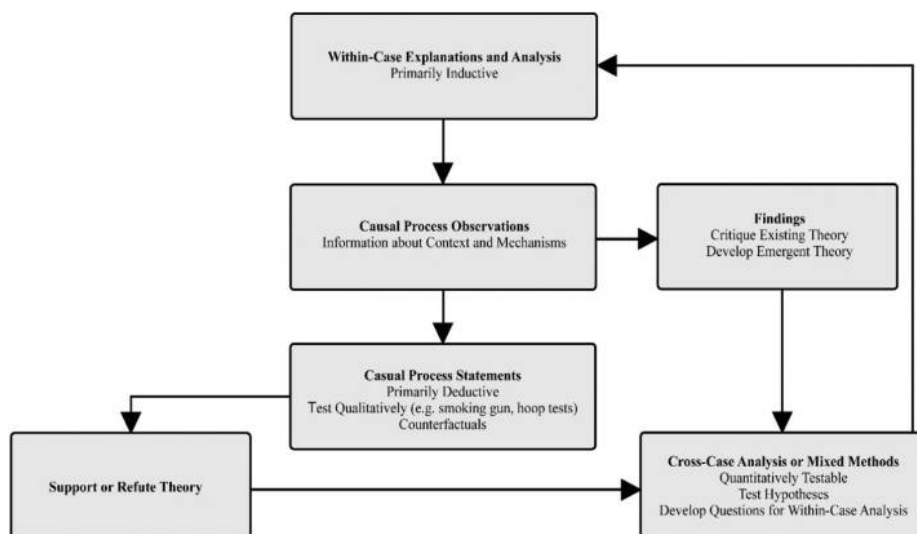 Within-Case Explanations and Analysis
Primarily Inductive
Causal Process Observations
Information about Context and Mechanisms
Findings
Critique Existing Theory
Develop Emergent Theory
Casual Process Statements
Primarily Deductive
Test Qualitatively (e.g. smoking gun, hoop tests)
Counterfactuals
Support or Refute Theory
Cross-Case Analysis or Mixed Methods
Quantitatively Testable
Test Hypotheses
Develop Questions for Within-Case Analysis